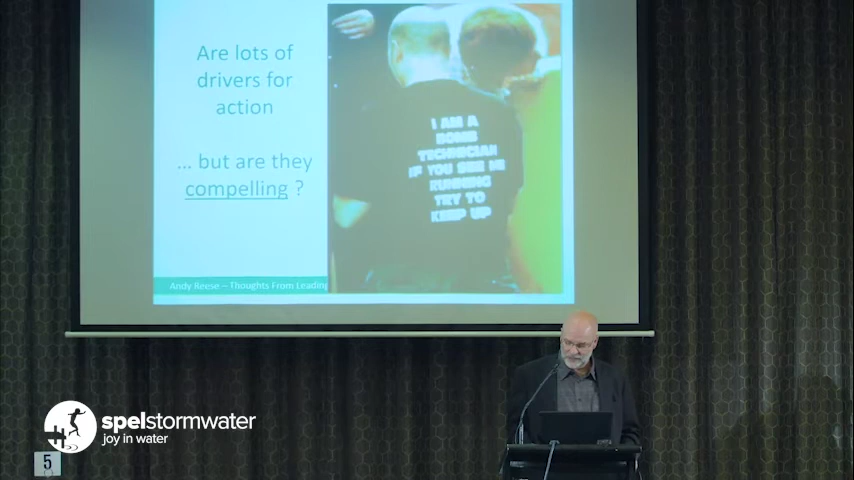 Are lots of
drivers for
action
... but are they
compelling ?
I AM A
BOMB
TECHNICIAN
IF YOU SEE ME
RUNNING
TRY TO
KEEP UP
Andy Reese – Thoughts From Leading
spelstormwater
joy in water
5